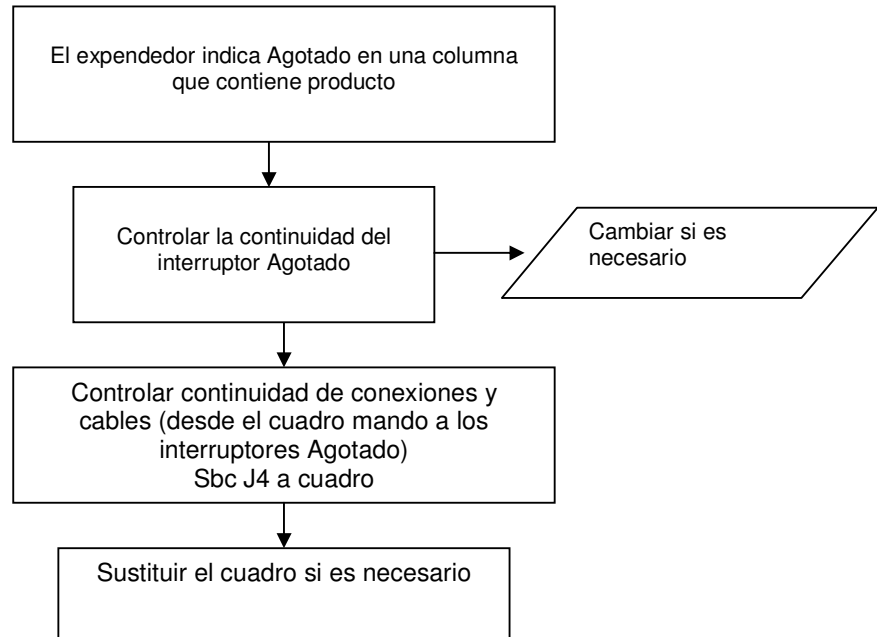 El expendedor indica Agotado en una columna
que contiene producto
Controlar la continuidad del
interruptor Agotado
Cambiar si es
necesario
Controlar continuidad de conexiones y
cables (desde el cuadro mando a los
interruptores Agotado)
Sbc J4 a cuadro
Sustituir el cuadro si es necesario